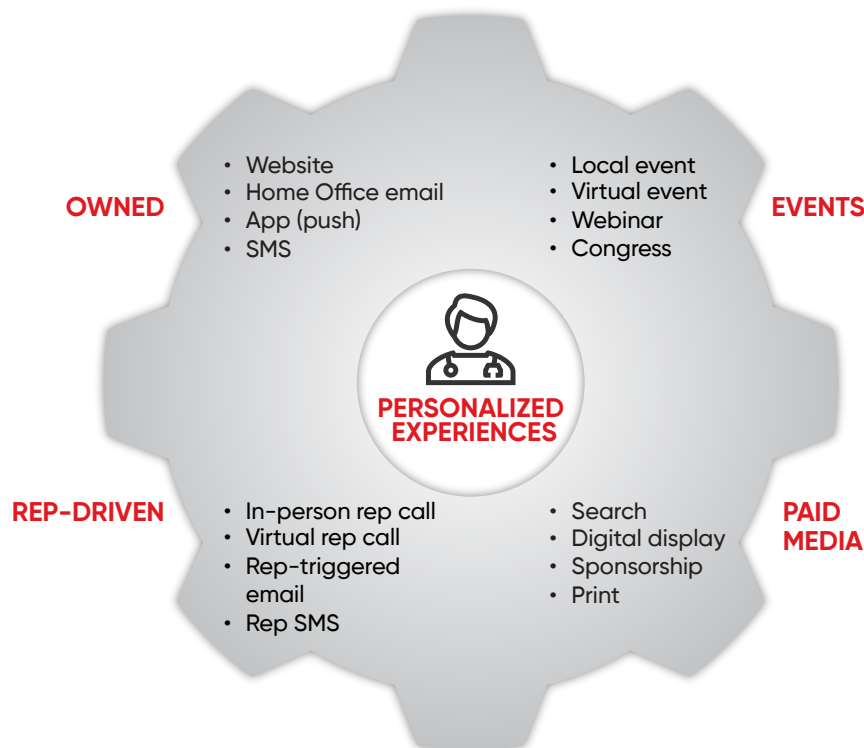 OWNED
• Website
• Home Office email
• App (push)
• SMS
• Local event
• Virtual event
• Webinar
• Congress
EVENTS
PERSONALIZED
EXPERIENCES
REP-DRIVEN
• In-person rep call
• Virtual rep call
• Rep-triggered
email
• Rep SMS
• Search
• Digital display
• Sponsorship
• Print
PAID
MEDIA